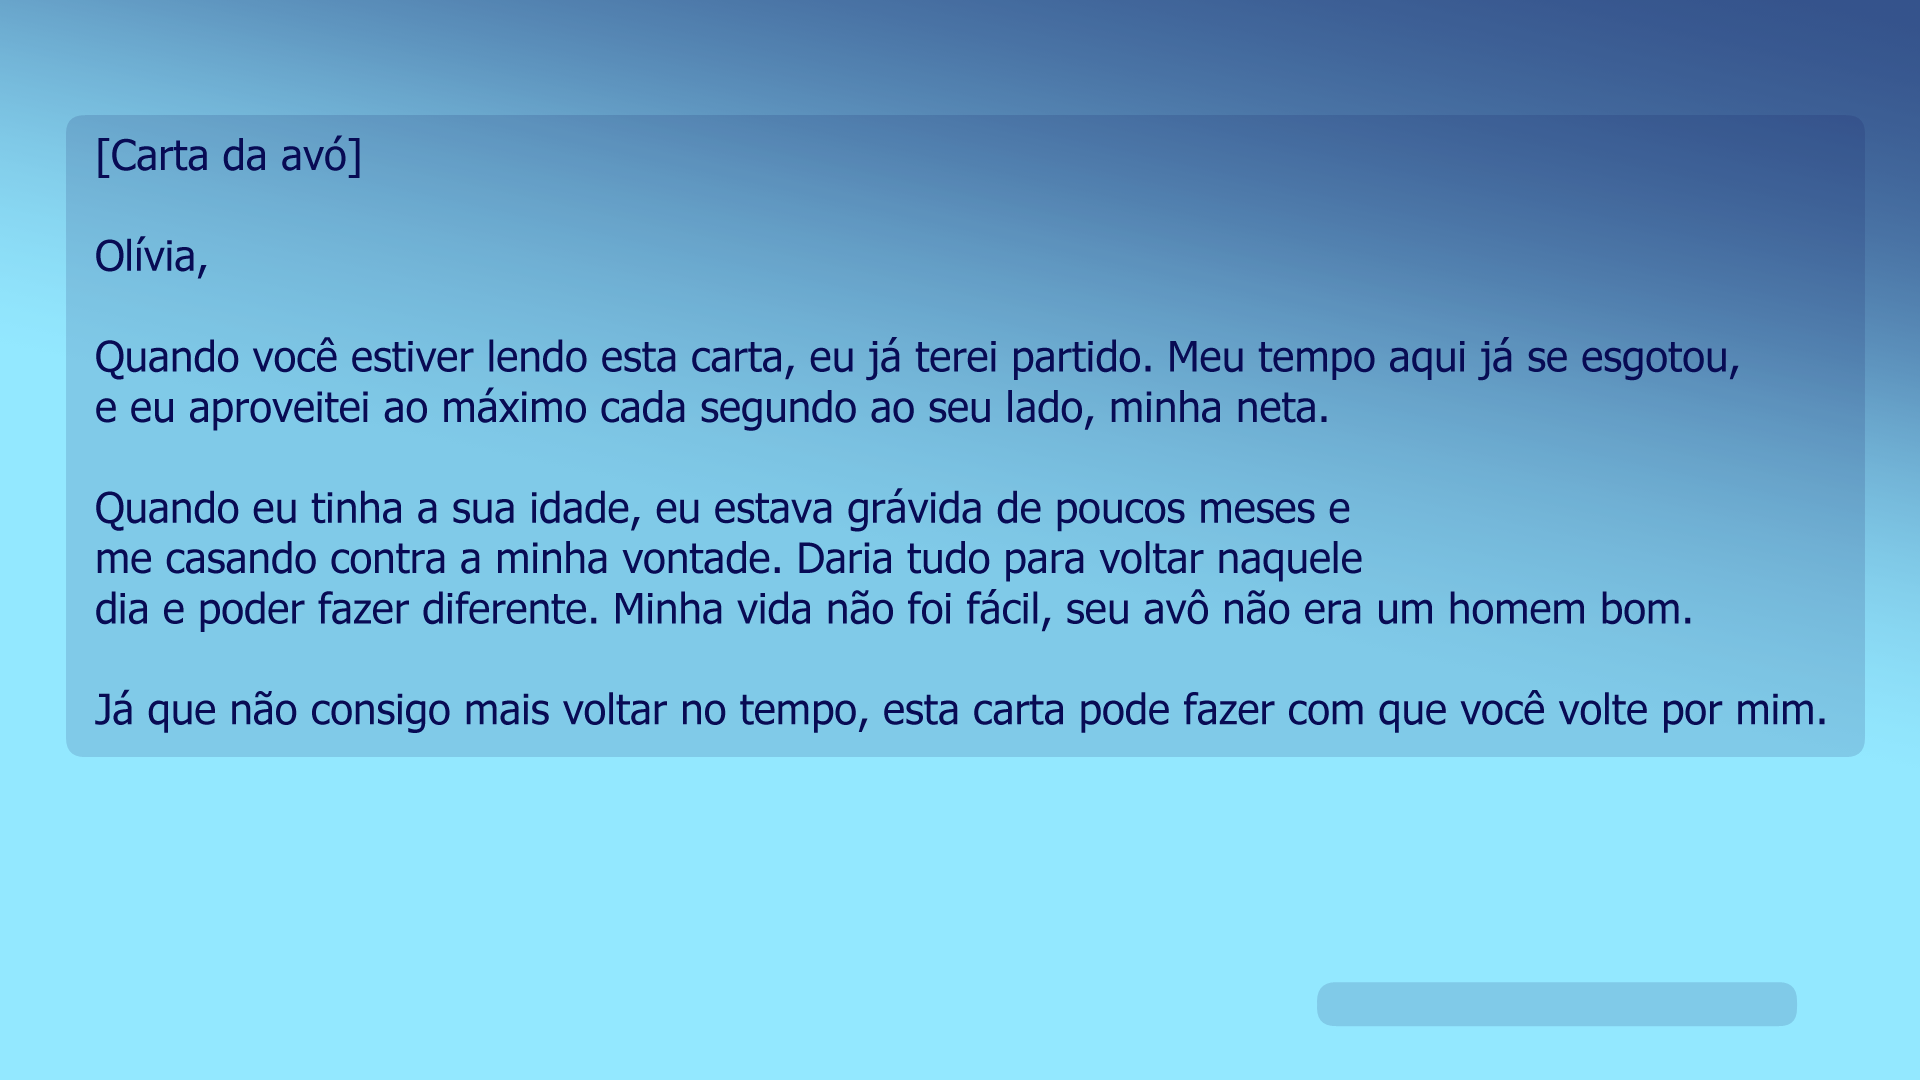 [Carta da avó]
Olívia,
Quando você estiver lendo esta carta, eu já terei partido. Meu tempo aqui já se esgotou,
e eu aproveitei ao máximo cada segundo ao seu lado, minha neta.
Quando eu tinha a sua idade, eu estava grávida de poucos meses e
me casando contra a minha vontade. Daria tudo para voltar naquele
dia e poder fazer diferente. Minha vida não foi fácil, seu avô não era um homem bom.
Já que não consigo mais voltar no tempo, esta carta pode fazer com que você volte por mim.